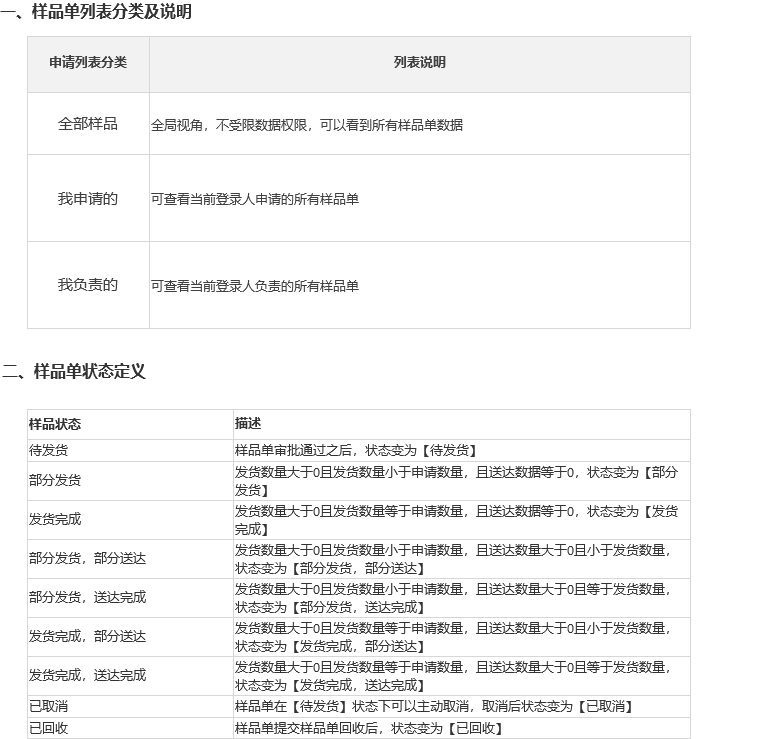 一、样品单列表分类及说明
申请列表分类
列表说明
全部样品
全局视角，不受限数据权限，可以看到所有样品单数据
我申请的
可查看当前登录人申请的所有样品单
我负责的
可查看当前登录人负责的所有样品单
二、样品单状态定义
样品状态
描述
待发货
样品单审批通过之后，状态变为【待发货】
部分发货
发货数量大于0且发货数量小于申请数量，且送达数据等于0，状态变为【部分
发货】
发货完成
发货数量大于0且发货数量等于申请数量，且送达数据等于0，状态变为【发货
完成】
部分发货，部分送达
发货数量大于0且发货数量小于申请数量，且送达数量大于0且小于发货数量，
状态变为【部分发货，部分送达】
部分发货，送达完成
发货数量大于0且发货数量小于申请数量，且送达数量大于0且等于发货数量，
状态变为【部分发货，送达完成】
发货完成，部分送达
发货数量大于0且发货数量等于申请数量，且送达数量大于0且小于发货数量，
状态变为【发货完成，部分送达】
发货完成，送达完成
发货数量大于0且发货数量等于申请数量，且送达数量大于0且等于发货数量，
状态变为【发货完成，送达完成】
已取消
样品单在【待发货】状态下可以主动取消，取消后状态变为【已取消】
已回收
样品单提交样品单回收后，状态变为【已回收】